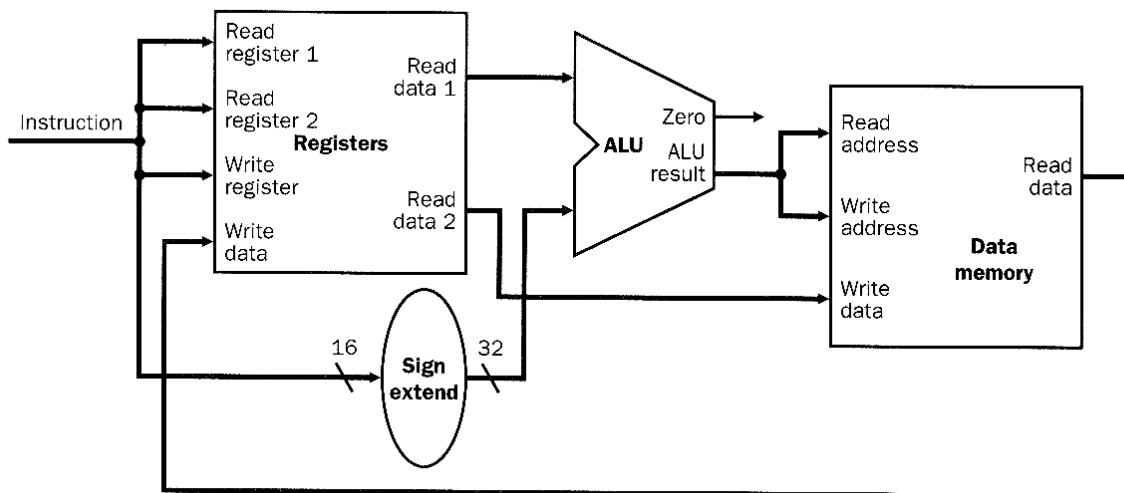 Instruction
Read
register 1
Read
register 2
Registers
Write
register
Write
data
Read
data 1
Read
data 2
16
Sign
extend
32
ALU
Zero
ALU
result
Read
address
Write
address
Write
data
Data
memory
Read
data